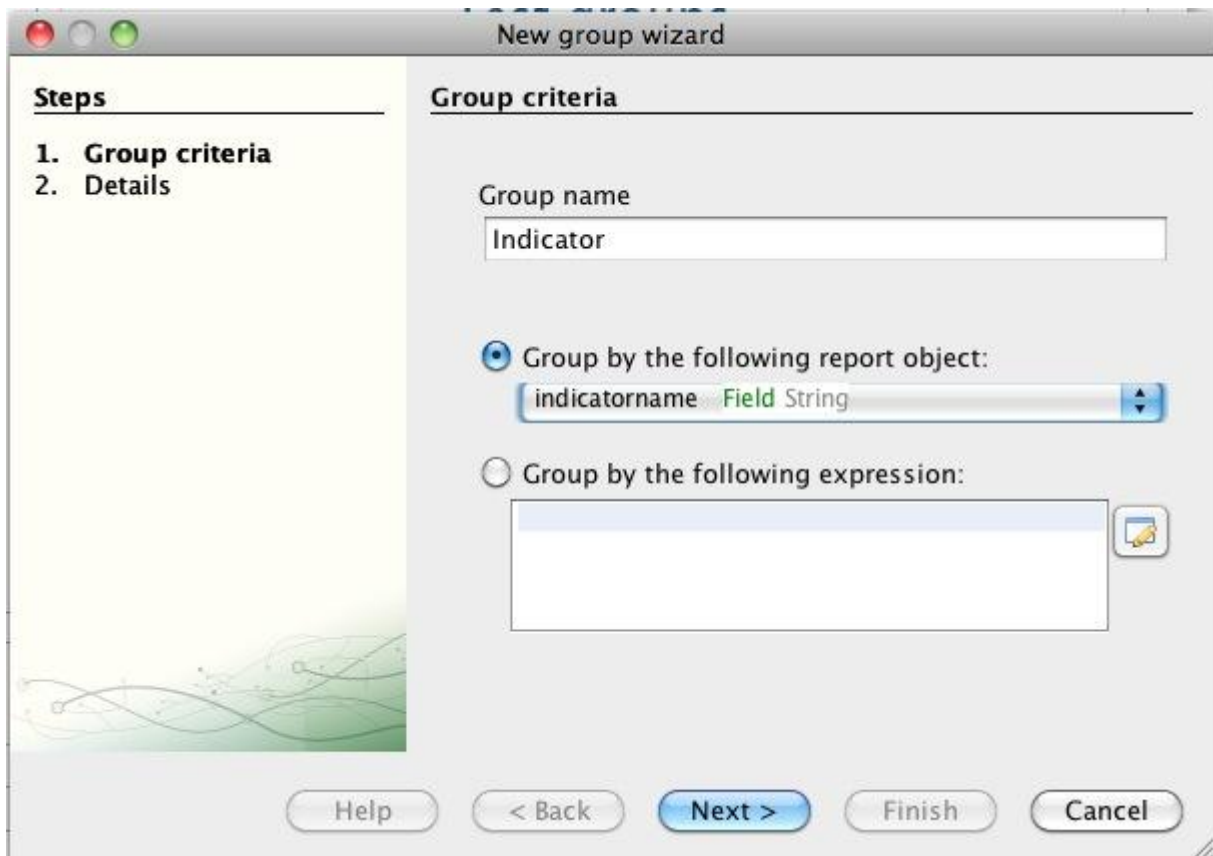 New group wizard
Steps
1. Group criteria
2. Details
Group criteria
Group name
Indicator
Group by the following report object:
indicatorname Field String
Group by the following expression:
Help
< Back
Next >
Finish
Cancel